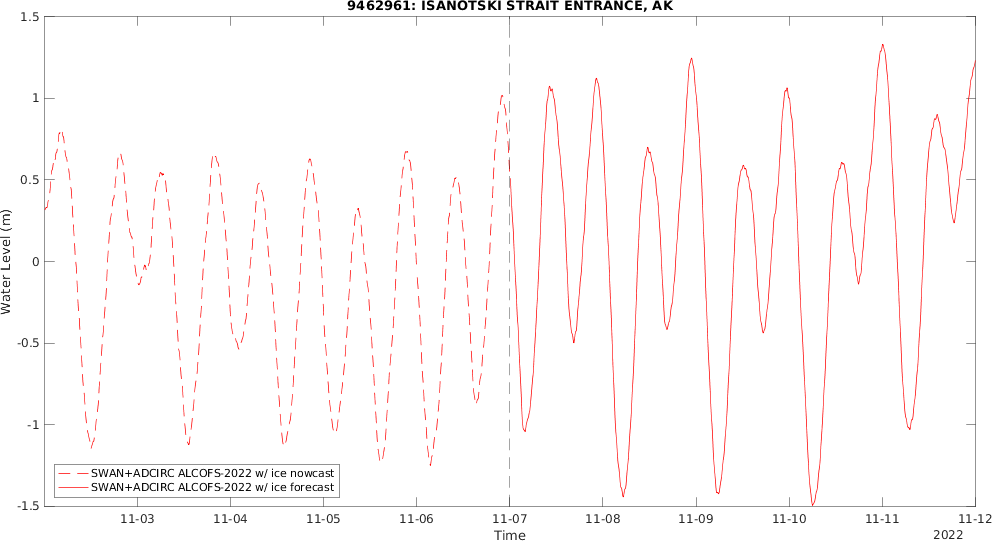 9462961: ISANOTSKI STRAIT ENTRANCE, AK
1.5
1
0.5
0
-0.5
-1
-1.5
Water Level (m)
SWAN+ADCIRC ALCOFS-2022 w/ ice nowcast
SWAN+ADCIRC ALCOFS-2022 w/ ice forecast
11-03 11-04 11-05 11-06 11-07 11-08 11-09 11-10 11-11 11-12
Time
2022